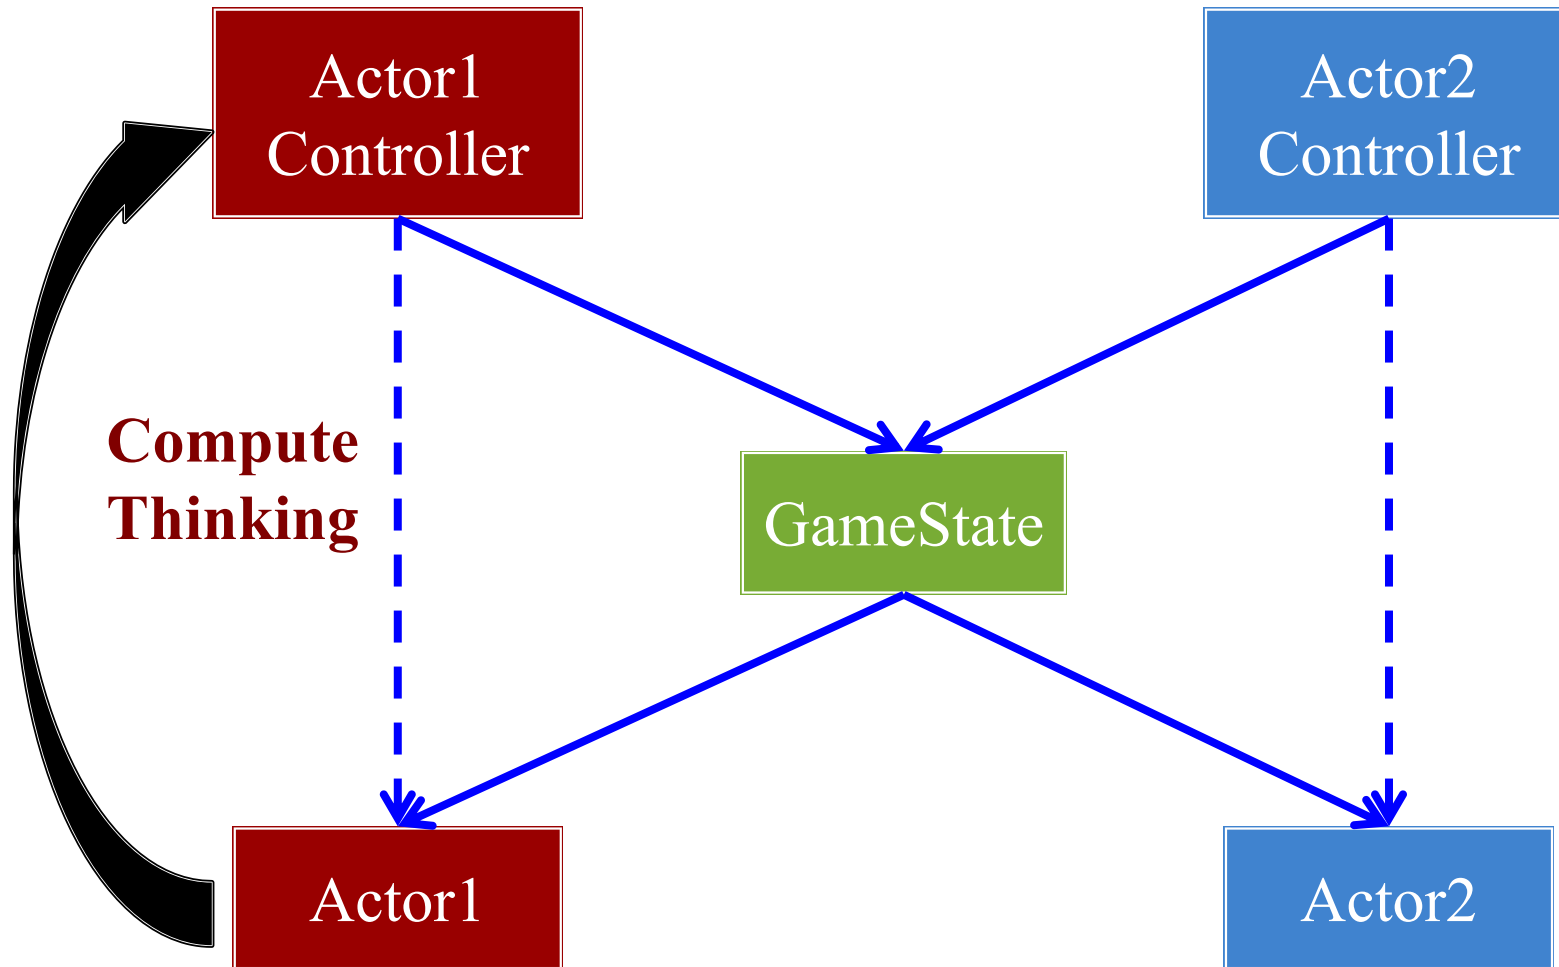 Actor1
Controller
Actor2
Controller
Compute
Thinking
GameState
Actor1
Actor2